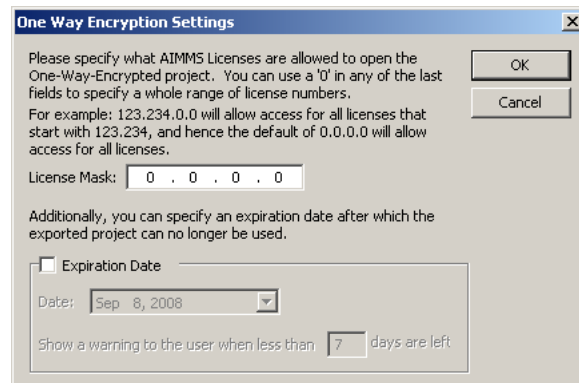 One Way Encryption Settings
Please specify what AIMMS Licenses are allowed to open the
One-Way-Encrypted project. You can use a '0' in any of the last
fields to specify a whole range of license numbers.
For example: 123.234.0.0 will allow access for all licenses that
start with 123.234, and hence the default of 0.0.0.0 will allow
access for all licenses.
License Mask: 0 . 0 . 0 . 0
Additionally, you can specify an expiration date after which the
exported project can no longer be used.
Expiration Date
Date: Sep 8, 2008
Show a warning to the user when less than 7 days are left
OK
Cancel